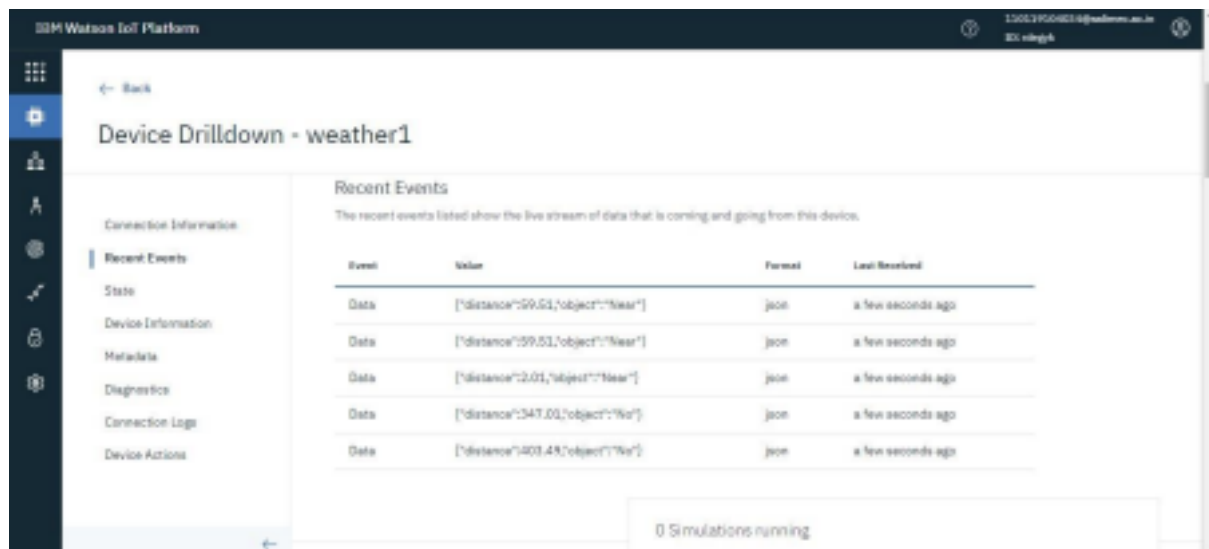 IBM Watson IoT Platform
← Back
Device Drilldown - weather1
Connection Information
Recent Events
State
Device Information
Metadata
Diagnostics
Connection Logs
Device Actions
Recent Events
The recent events listed show the live stream of data that is coming and going from this device.
Event Value Format Last Received
Data {"distance":59.51,"object":"Near"} json a few seconds ago
Data {"distance":59.51,"object":"Near"} json a few seconds ago
Data {"distance":2.01,"object":"Near"} json a few seconds ago
Data {"distance":347.01,"object":"No"} json a few seconds ago
Data {"distance":403.49,"object":"No"} json a few seconds ago
0 Simulations running